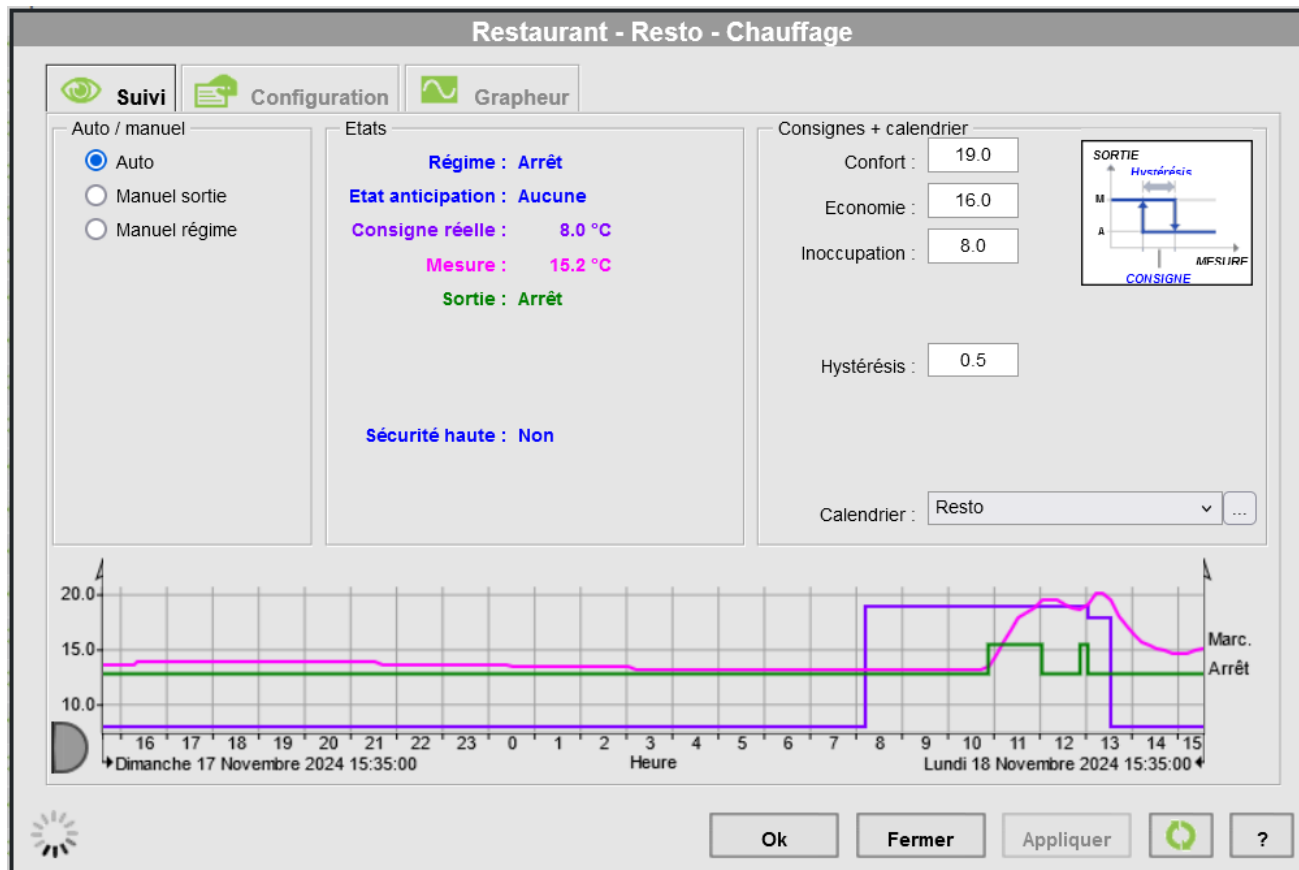 Restaurant - Resto - Chauffage
Suivi
Configuration
Grapheur
Auto / manuel
Auto
Manuel sortie
Manuel régime
Etats
Régime : Arrêt
Etat anticipation : Aucune
Consigne réelle : 8.0 °C
Mesure : 15.2 °C
Sortie : Arrêt
Sécurité haute : Non
Consignes + calendrier
Confort : 19.0
Economie : 16.0
Inoccupation : 8.0
SORTIE
Hystérésis
M
A
MESURE
CONSIGNE
Hystérésis : 0.5
Calendrier : Resto ...
20.0
15.0
10.0
Marc.
Arrêt
16 17 18 19 20 21 22 23 0 1 2 3 4 5 6 7 8 9 10 11 12 13 14 15
Dimanche 17 Novembre 2024 15:35:00 Heure Lundi 18 Novembre 2024 15:35:00
Ok Fermer Appliquer ?